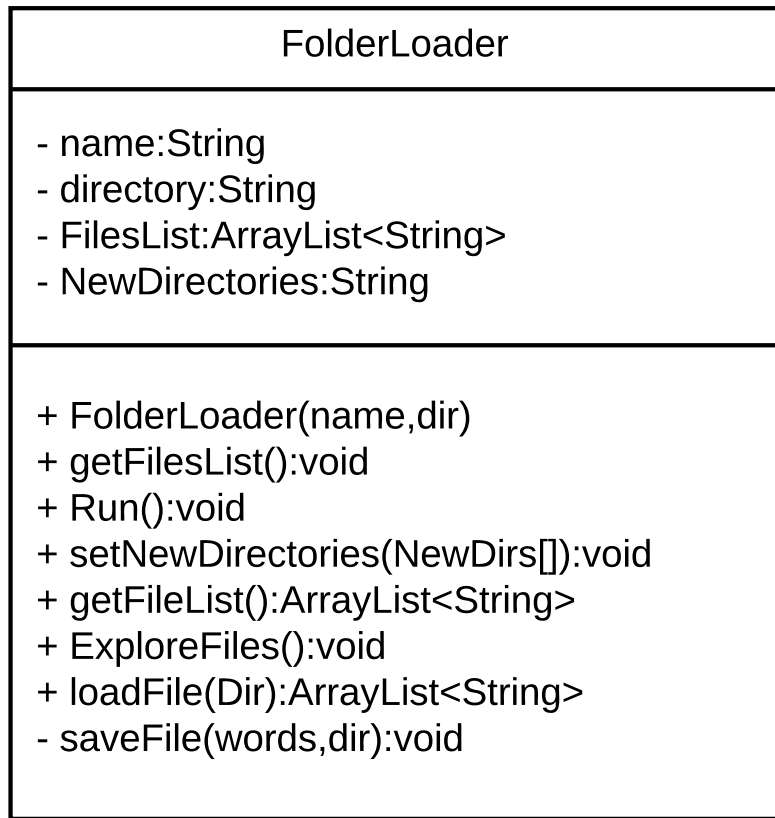 FolderLoader
- name:String
- directory:String
- FilesList:ArrayList<String>
- NewDirectories:String
+ FolderLoader(name,dir)
+ getFilesList():void
+ Run():void
+ setNewDirectories(NewDirs[]):void
+ getFileList():ArrayList<String>
+ ExploreFiles():void
+ loadFile(Dir):ArrayList<String>
- saveFile(words,dir):void